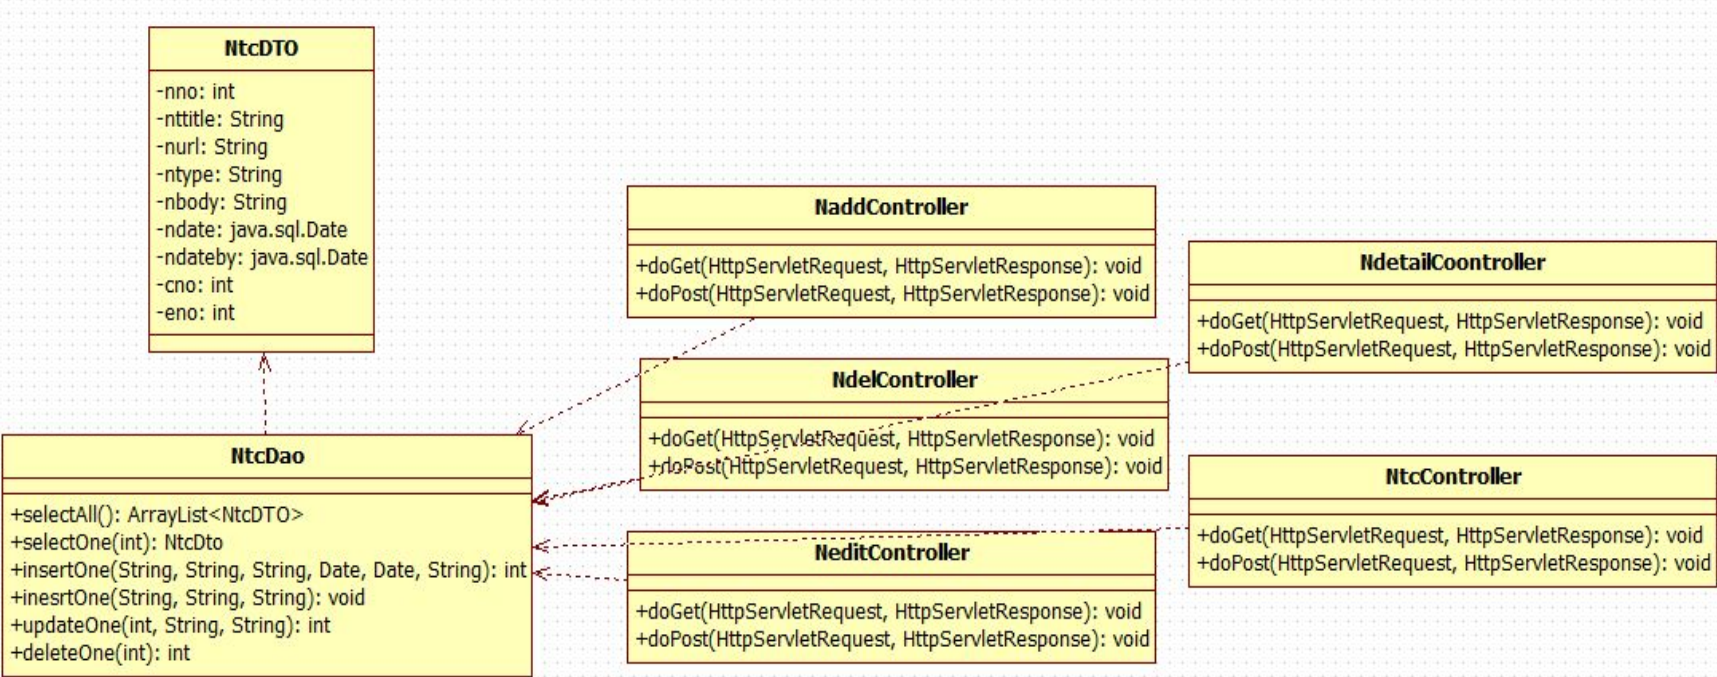 NtcDTO
-nno: int
-nttitle: String
-nurl: String
-ntype: String
-nbody: String
-ndate: java.sql.Date
-ndateby: java.sql.Date
-cno: int
-eno: int
NtcDao
+selectAll(): ArrayList<NtcDTO>
+selectOne(int): NtcDto
+insertOne(String, String, String, Date, Date, String): int
+inesrtOne(String, String, String): void
+updateOne(int, String, String): int
+deleteOne(int): int
NaddController
+doGet(HttpServletRequest, HttpServletResponse): void
+doPost(HttpServletRequest, HttpServletResponse): void
NdelController
+doGet(HttpServletRequest, HttpServletResponse): void
+doPost(HttpServletRequest, HttpServletResponse): void
NeditController
+doGet(HttpServletRequest, HttpServletResponse): void
+doPost(HttpServletRequest, HttpServletResponse): void
NdetailCoontroller
+doGet(HttpServletRequest, HttpServletResponse): void
+doPost(HttpServletRequest, HttpServletResponse): void
NtcController
+doGet(HttpServletRequest, HttpServletResponse): void
+doPost(HttpServletRequest, HttpServletResponse): void